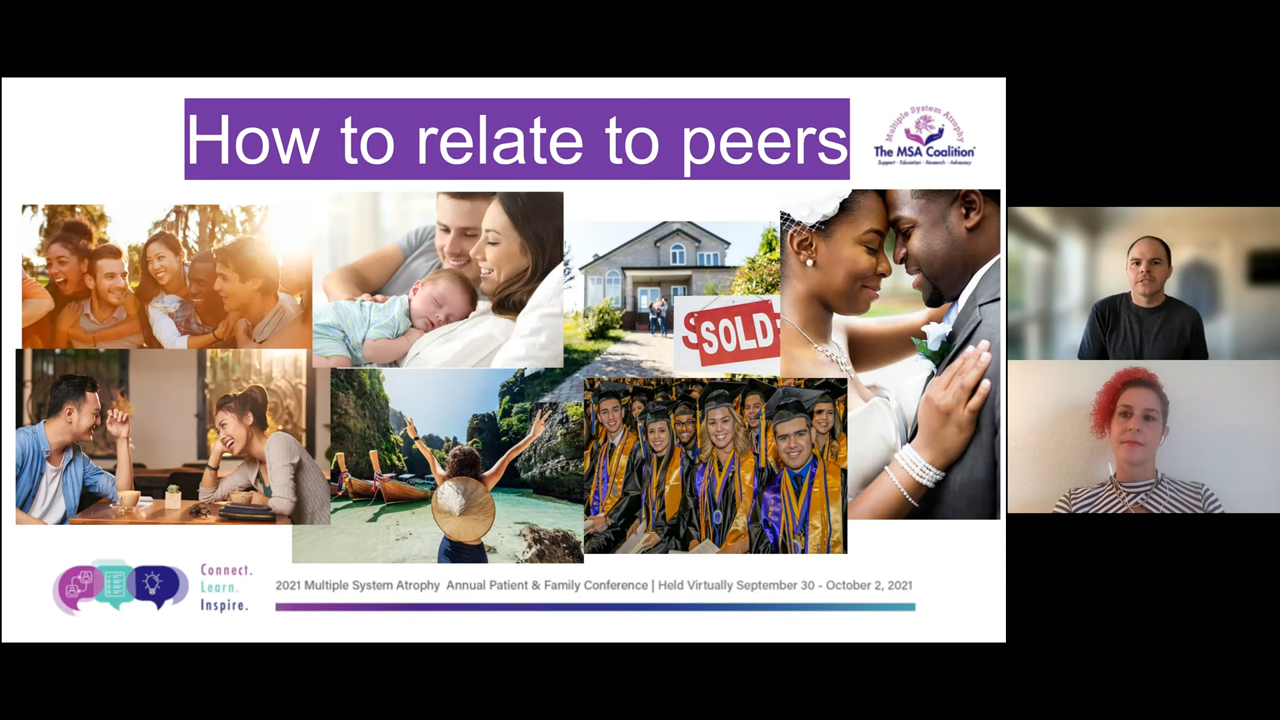 How to relate to peers
Multiple System Atrophy
The MSA Coalition
Support - Education - Research - Advocacy
SOLD
Connect.
Learn.
Inspire.
2021 Multiple System Atrophy Annual Patient & Family Conference | Held Virtually September 30 - October 2, 2021